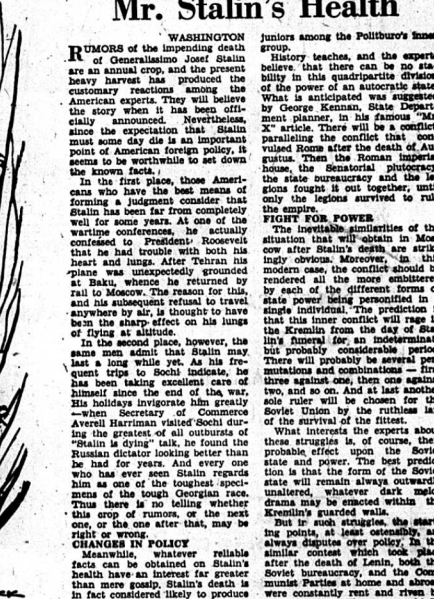 Mr. Stalin's Health
WASHINGTON
RUMORS of the impending death
of Generalissimo Josef Stalin
are an annual crop, and the present
heavy harvest has produced the
customary reactions among the
American experts. They will believe
the story when it has been offi-
cially announced. Nevertheless,
since the expectation that Stalin
must some day die is an important
point of American foreign policy, it
seems to be worthwhile to set down
the known facts.
In the first place, those Ameri-
cans who have the best means of
forming a judgment consider that
Stalin has been far from completely
well for some years. At one of the
wartime conferences, he actually
confessed to President Roosevelt
that he had trouble with both his
heart and lungs. After Tehran his
plane was unexpectedly grounded
at Baku, whence he returned by
rail to Moscow. The reason for this,
and his subsequent refusal to travel
anywhere by air, is thought to have
been the sharp effect on his lungs
of flying at altitude.
In the second place, however, the
same men admit that Stalin may
last a long while yet. As his fre-
quent trips to Sochi indicate, he
has been taking excellent care of
himself since the end of the war.
His holidays invigorate him greatly
—when Secretary of Commerce
Averell Harriman visited Sochi dur-
ing the greatest of all outbursts of
"Stalin is dying" talk, he found the
Russian dictator looking better than
he had for years. And every one
who has ever seen Stalin regards
him as one of the toughest speci-
mens of the tough Georgian race.
Thus there is no telling whether
this crop of rumors, or the next
one, or the one after that, may be
right or wrong.
CHANGES IN POLICY
Meanwhile, whatever reliable
facts can be obtained on Stalin's
health have an interest far greater
than mere gossip. Stalin's death is
in fact considered likely to produce
juniors among the Politburo's inner
group.
History teaches, and the expert
believe, that there can be no sta
bility in this quadripartite division
of the power of an autocratic state
What is anticipated was suggested
by George Kennan, State Depart
ment planner, in his famous "Mr
X" article. There will be a conflict
paralleling the conflict that con
vulsed Rome after the death of Au
gustus. Then the Roman imperia
house, the Senatorial plutocracy
the state bureaucracy and the le
gions fought it out together, until
only the legions survived to rul
the empire.
FIGHT FOR POWER
The inevitable similarities of th
situation that will obtain in Mos
cow after Stalin's death are strik
ingly obvious. Moreover, in thi
modern case, the conflict should b
rendered all the more embittere
by each of the different forms o
state power being personified in
single individual. The prediction i
that this inner conflict will rage i
the Kremlin from the day of Sta
lin's funeral for an indeterminat
but probably considerable perio
There will probably be several per
mutations and combinations — firs
three against one, then one again
two, and so on. And at last anothe
sole ruler will be chosen for th
Soviet Union by the ruthless la
of the survival of the fittest.
What interests the experts abou
these struggles is, of course, the
probable effect upon the Sovie
state and power. The best predic
tion is that the form of the Sovie
state will remain always outward
unaltered, whatever dark mel
drama may be enacted within th
Kremlin's guarded walls.
But in such struggles, the start
ing points, at least ostensibly, ar
always disputes over policy. In th
similar contest which took plac
after the death of Lenin, both th
Soviet bureaucracy, and the Com
munist Parties at home and abroa
were constantly rent and riven b